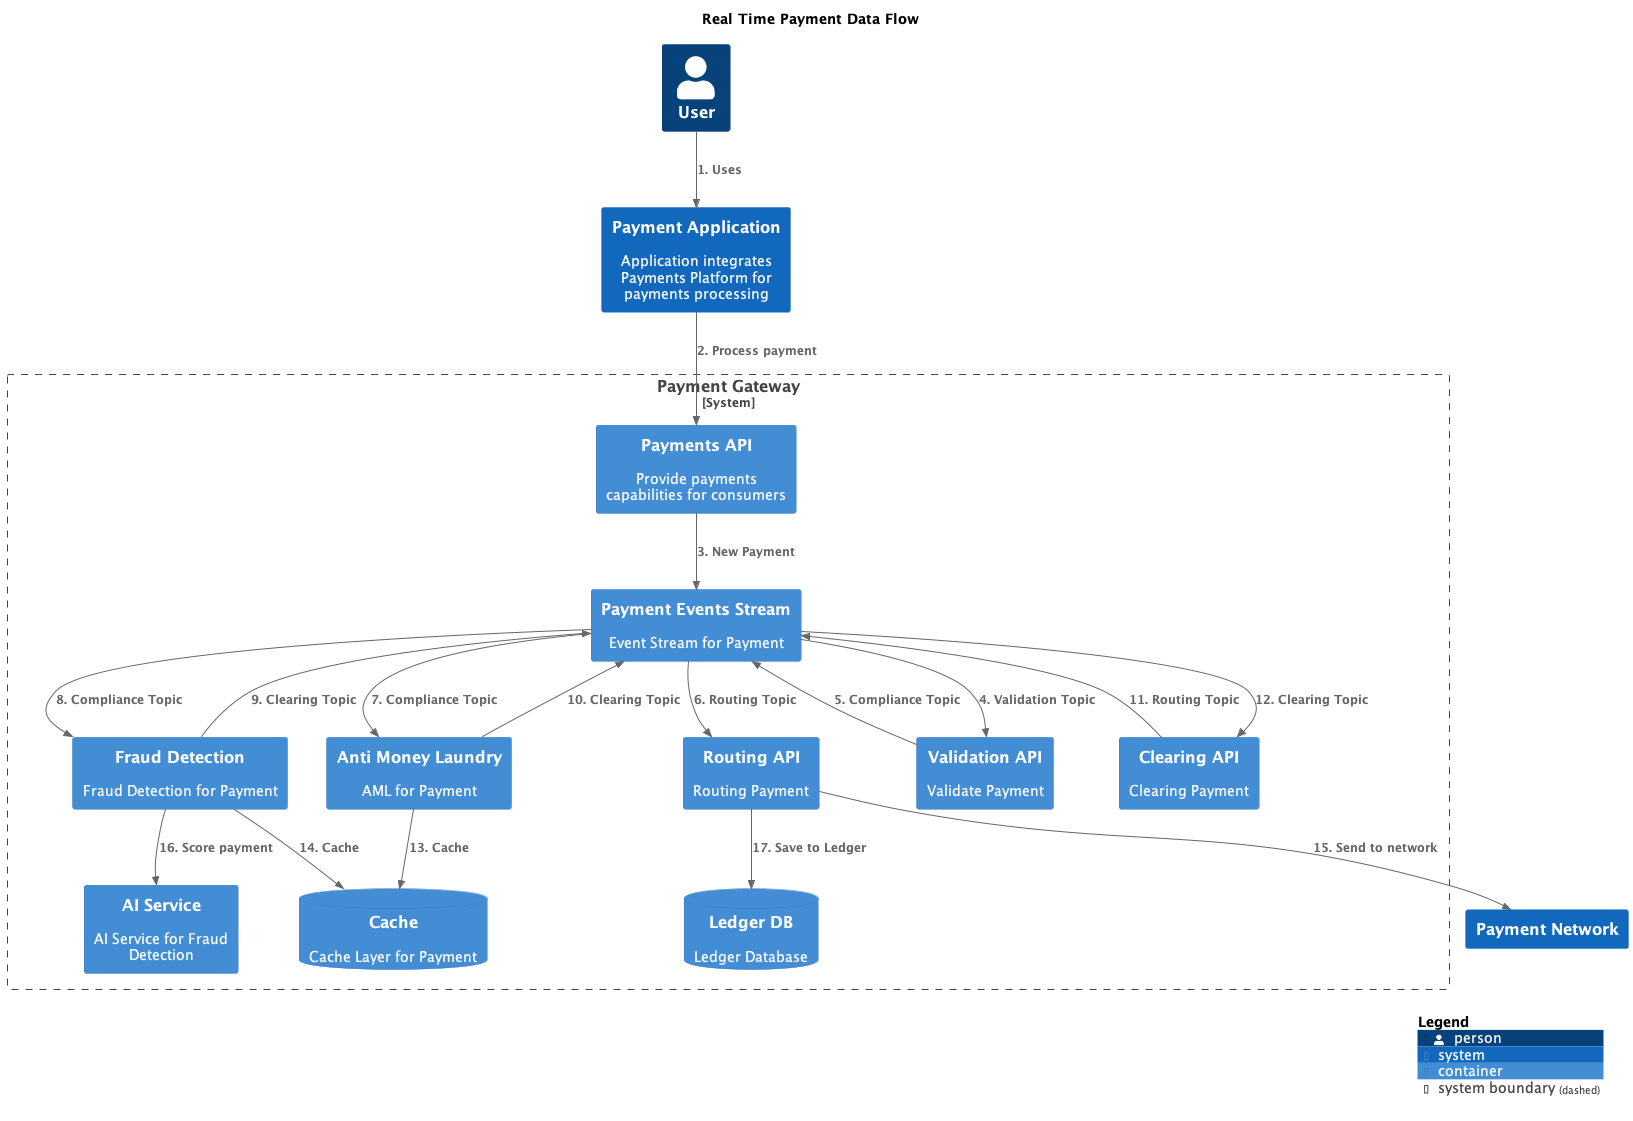 Real Time Payment Data Flow
User
1. Uses
Payment Application
Application integrates
Payments Platform for
payments processing
2. Process payment
Payment Gateway
[System]
Payments API
Provide payments
capabilities for consumers
3. New Payment
Payment Events Stream
Event Stream for Payment
8. Compliance Topic
9. Clearing Topic
7. Compliance Topic
10. Clearing Topic
6. Routing Topic
5. Compliance Topic
4. Validation Topic
11. Routing Topic
12. Clearing Topic
Fraud Detection
Fraud Detection for Payment
Anti Money Laundry
AML for Payment
Routing API
Routing Payment
Validation API
Validate Payment
Clearing API
Clearing Payment
16. Score payment
14. Cache
13. Cache
17. Save to Ledger
15. Send to network
AI Service
AI Service for Fraud
Detection
Cache
Cache Layer for Payment
Ledger DB
Ledger Database
Payment Network
Legend
person
system
container
system boundary (dashed)